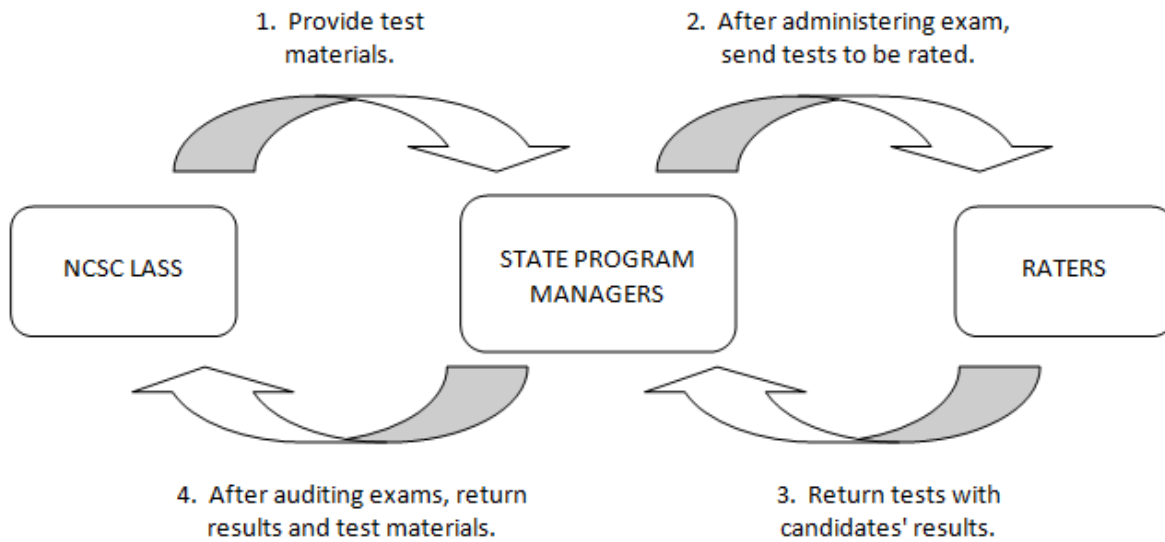 1. Provide test
materials.
2. After administering exam,
send tests to be rated.
NCSC LASS
STATE PROGRAM
MANAGERS
RATERS
4. After auditing exams, return
results and test materials.
3. Return tests with
candidates' results.